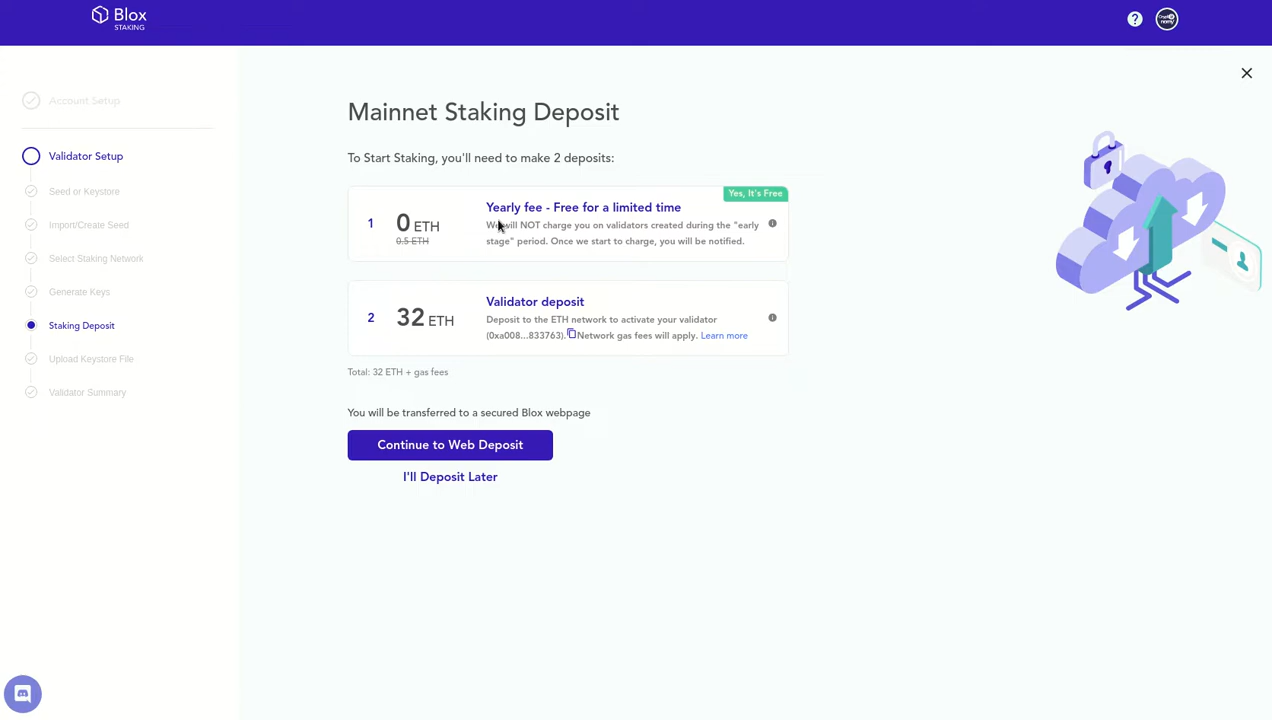 Blox
STAKING
?
Account Setup
Validator Setup
Seed or Keystore
Import/Create Seed
Select Staking Network
Generate Keys
Staking Deposit
Upload Keystore File
Validator Summary
Mainnet Staking Deposit
To Start Staking, you'll need to make 2 deposits:
Yes, It's Free
1
0 ETH
0.5 ETH
Yearly fee - Free for a limited time
We will NOT charge you on validators created during the "early
stage" period. Once we start to charge, you will be notified.
2
32 ETH
Validator deposit
Deposit to the ETH network to activate your validator
(0xa008...833763). Network gas fees will apply. Learn more
Total: 32 ETH + gas fees
You will be transferred to a secured Blox webpage
Continue to Web Deposit
I'll Deposit Later